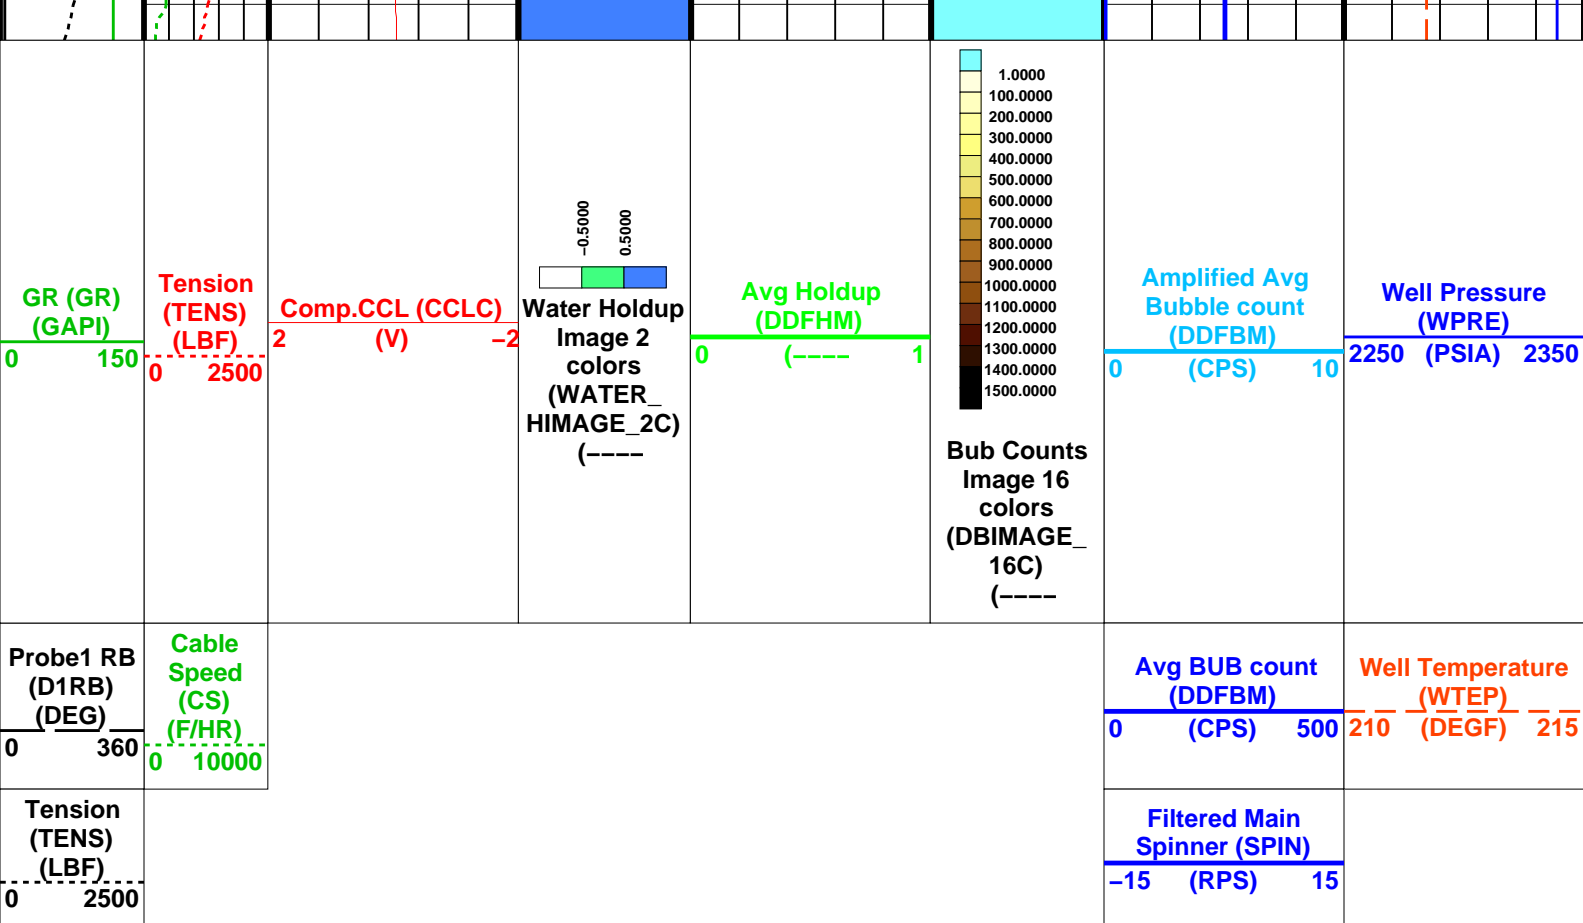 GR (GR)
(GAPI)
0 150
Tension
(TENS)
(LBF)
0 2500
Comp.CCL (CCLC)
2 (V) −2
−0.5000
0.5000
Water Holdup
Image 2
colors
(WATER_
HIMAGE_2C)
(−−−−
Avg Holdup
(DDFHM)
0 (−−−− 1
1.0000
100.0000
200.0000
300.0000
400.0000
500.0000
600.0000
700.0000
800.0000
900.0000
1000.0000
1100.0000
1200.0000
1300.0000
1400.0000
1500.0000
Bub Counts
Image 16
colors
(DBIMAGE_
16C)
(−−−−
Amplified Avg
Bubble count
(DDFBM)
0 (CPS) 10
Well Pressure
(WPRE)
2250 (PSIA) 2350
Probe1 RB
(D1RB)
(DEG)
0 360
Cable
Speed
(CS)
(F/HR)
0 10000
Avg BUB count
(DDFBM)
0 (CPS) 500
Well Temperature
(WTEP)
210 (DEGF) 215
Tension
(TENS)
(LBF)
0 2500
Filtered Main
Spinner (SPIN)
−15 (RPS) 15